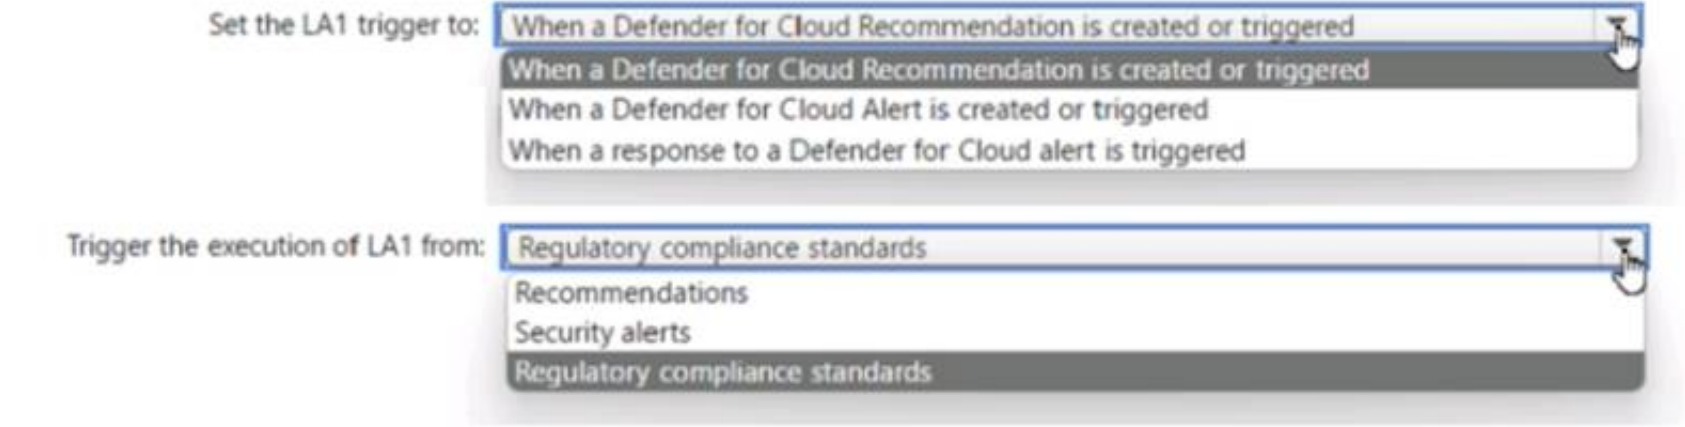 Set the LA1 trigger to: When a Defender for Cloud Recommendation is created or triggered
When a Defender for Cloud Recommendation is created or triggered
When a Defender for Cloud Alert is created or triggered
When a response to a Defender for Cloud alert is triggered
Trigger the execution of LA1 from: Regulatory compliance standards
Recommendations
Security alerts
Regulatory compliance standards